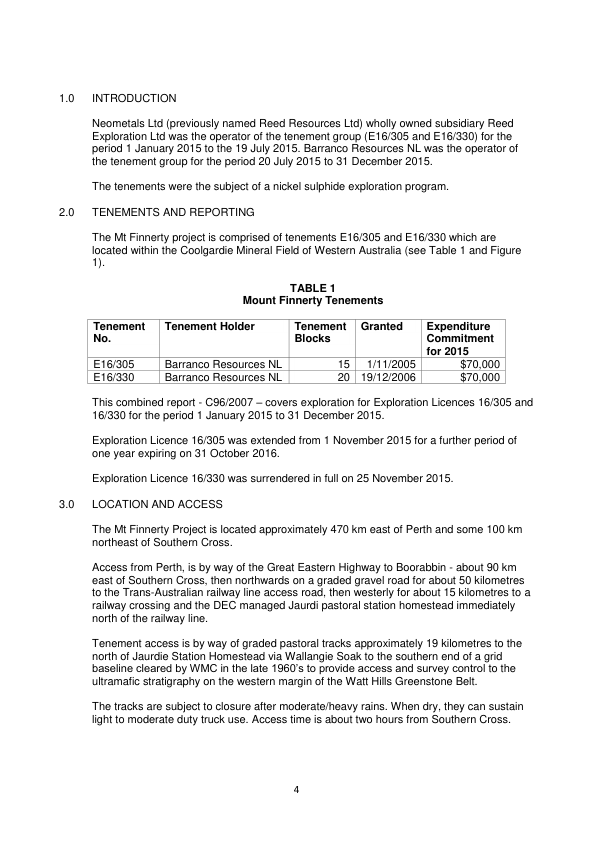 1.0 INTRODUCTION
Neometals Ltd (previously named Reed Resources Ltd) wholly owned subsidiary Reed
Exploration Ltd was the operator of the tenement group (E16/305 and E16/330) for the
period 1 January 2015 to the 19 July 2015. Barranco Resources NL was the operator of
the tenement group for the period 20 July 2015 to 31 December 2015.
The tenements were the subject of a nickel sulphide exploration program.
2.0 TENEMENTS AND REPORTING
The Mt Finnerty project is comprised of tenements E16/305 and E16/330 which are
located within the Coolgardie Mineral Field of Western Australia (see Table 1 and Figure
1).
TABLE 1
Mount Finnerty Tenements
Tenement No. Tenement Holder Tenement Blocks Granted Expenditure Commitment for 2015
E16/305 Barranco Resources NL 15 1/11/2005 $70,000
E16/330 Barranco Resources NL 20 19/12/2006 $70,000
This combined report - C96/2007 – covers exploration for Exploration Licences 16/305 and
16/330 for the period 1 January 2015 to 31 December 2015.
Exploration Licence 16/305 was extended from 1 November 2015 for a further period of
one year expiring on 31 October 2016.
Exploration Licence 16/330 was surrendered in full on 25 November 2015.
3.0 LOCATION AND ACCESS
The Mt Finnerty Project is located approximately 470 km east of Perth and some 100 km
northeast of Southern Cross.
Access from Perth, is by way of the Great Eastern Highway to Boorabbin - about 90 km
east of Southern Cross, then northwards on a graded gravel road for about 50 kilometres
to the Trans-Australian railway line access road, then westerly for about 15 kilometres to a
railway crossing and the DEC managed Jaurdi pastoral station homestead immediately
north of the railway line.
Tenement access is by way of graded pastoral tracks approximately 19 kilometres to the
north of Jaurdie Station Homestead via Wallangie Soak to the southern end of a grid
baseline cleared by WMC in the late 1960's to provide access and survey control to the
ultramafic stratigraphy on the western margin of the Watt Hills Greenstone Belt.
The tracks are subject to closure after moderate/heavy rains. When dry, they can sustain
light to moderate duty truck use. Access time is about two hours from Southern Cross.
4